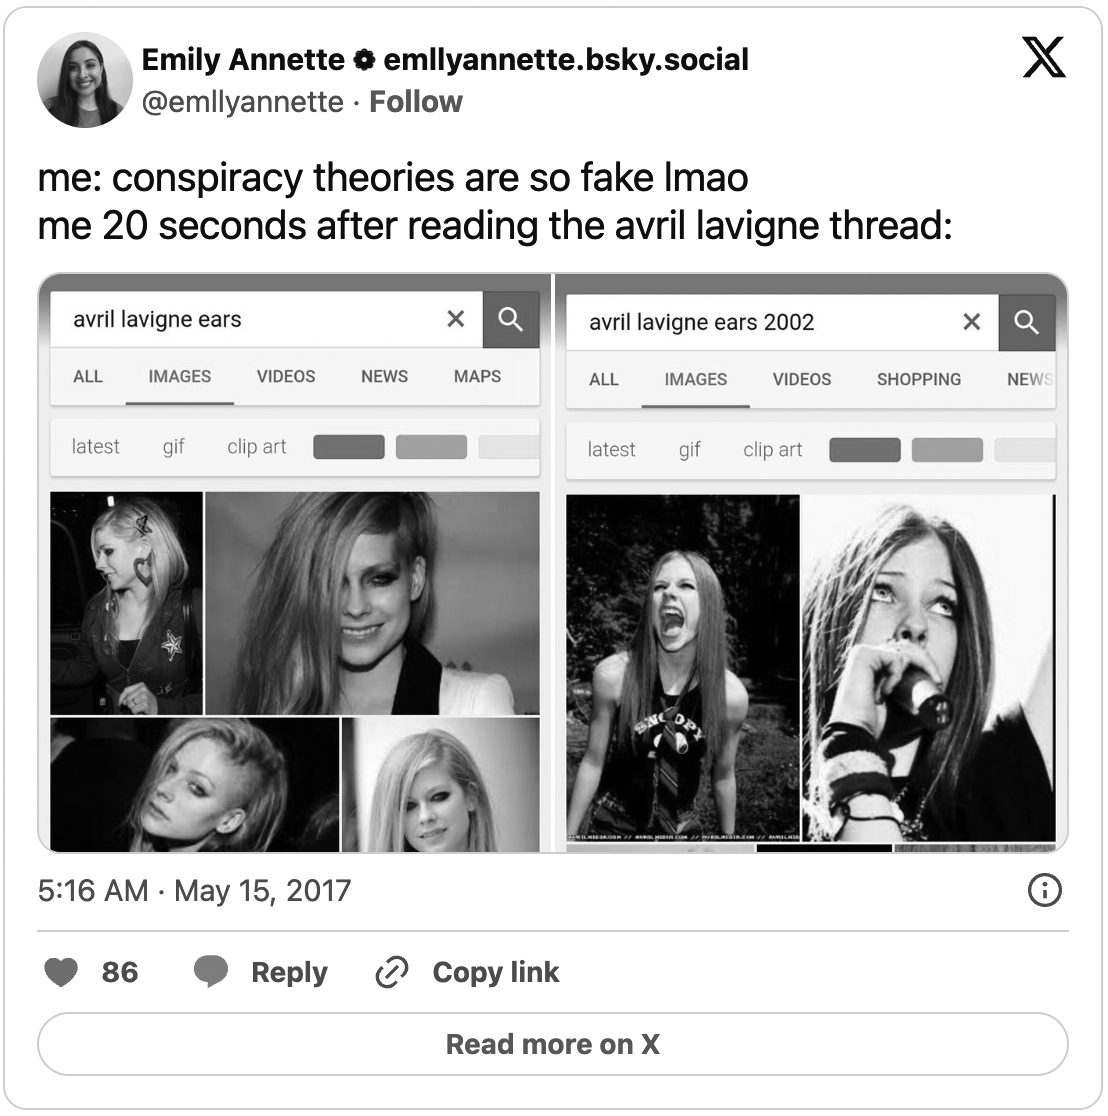 Emily Annette emllyannette.bsky.social
@emllyannette · Follow
me: conspiracy theories are so fake lmao
me 20 seconds after reading the avril lavigne thread:
avril lavigne ears
ALL IMAGES VIDEOS NEWS MAPS
latest gif clip art
avril lavigne ears 2002
ALL IMAGES VIDEOS SHOPPING NEWS
latest gif clip art
SNOOPY
5:16 AM · May 15, 2017
86 Reply Copy link
Read more on X